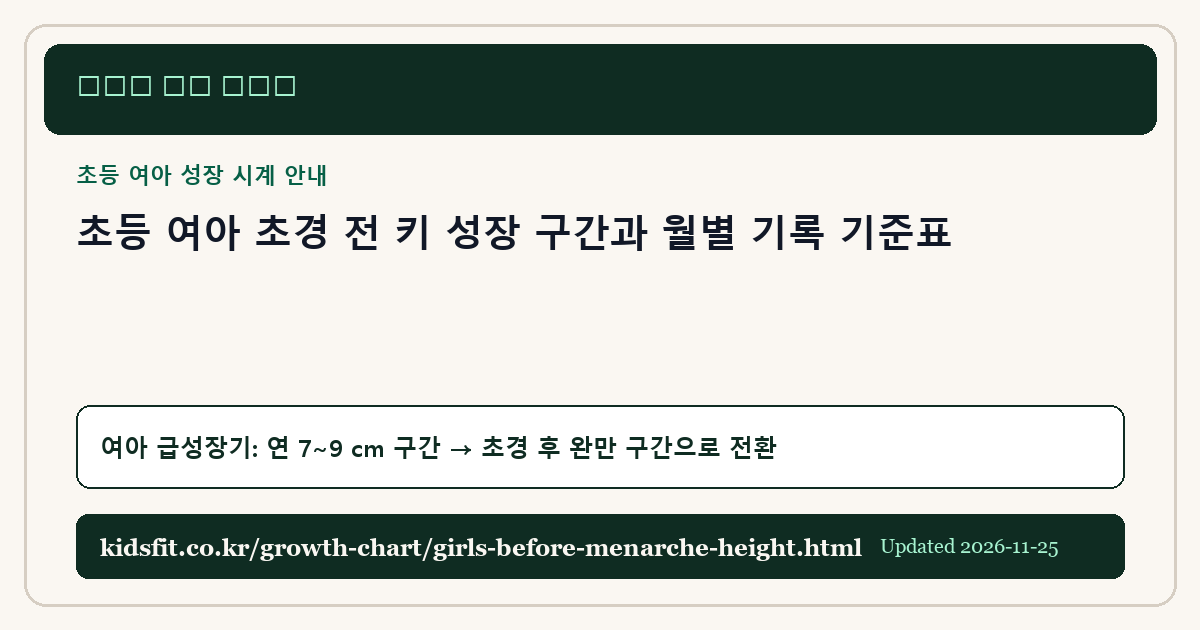 초등 여아 성장 시계 안내
초등 여아 초경 전 키 성장 구간과 월별 기록 기준표
여아 급성장기: 연 7~9 cm 구간 → 초경 후 완만 구간으로 전환
kidsfit.co.kr/growth-chart/girls-before-menarche-height.html Updated 2026-11-25